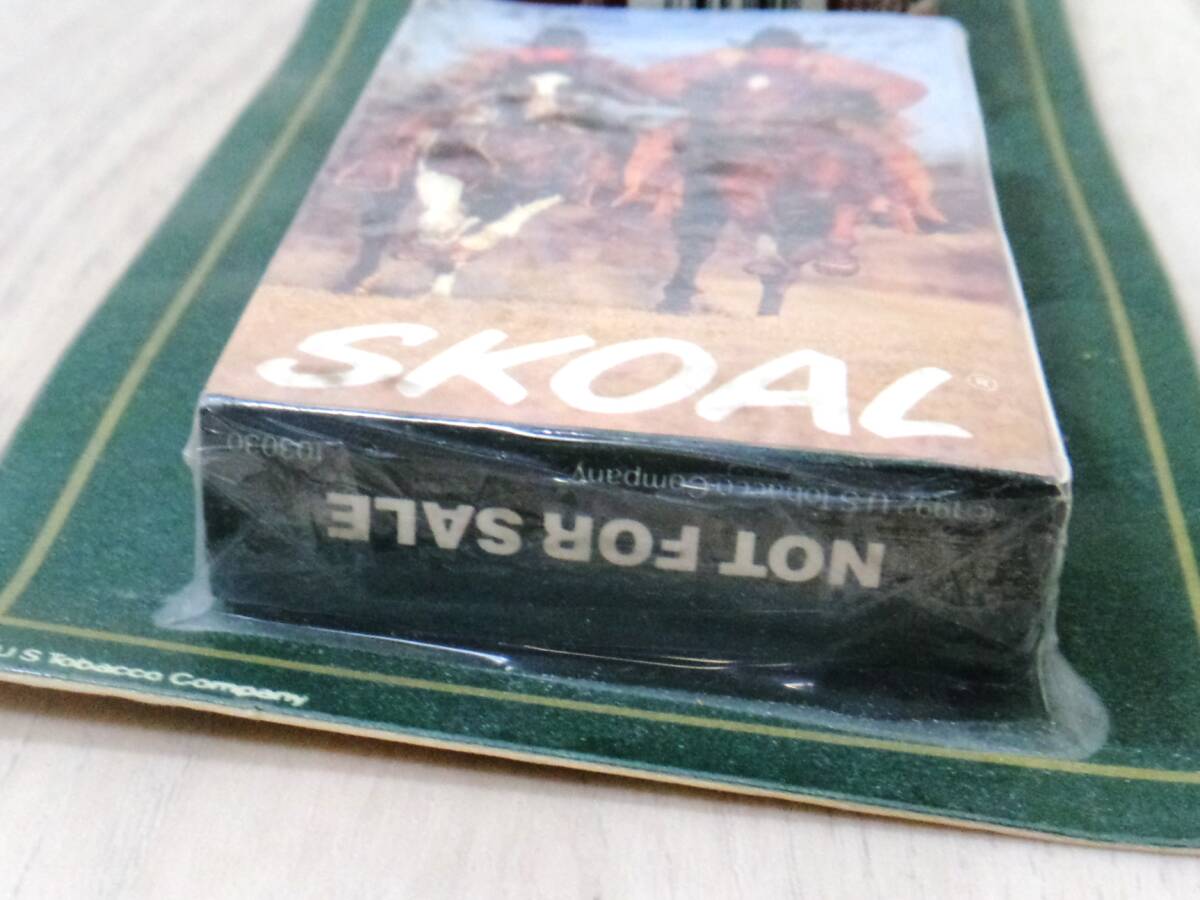 SKOAL®
©1992 U S Tobacco Company
103030
NOT FOR SALE
U S Tobacco Company